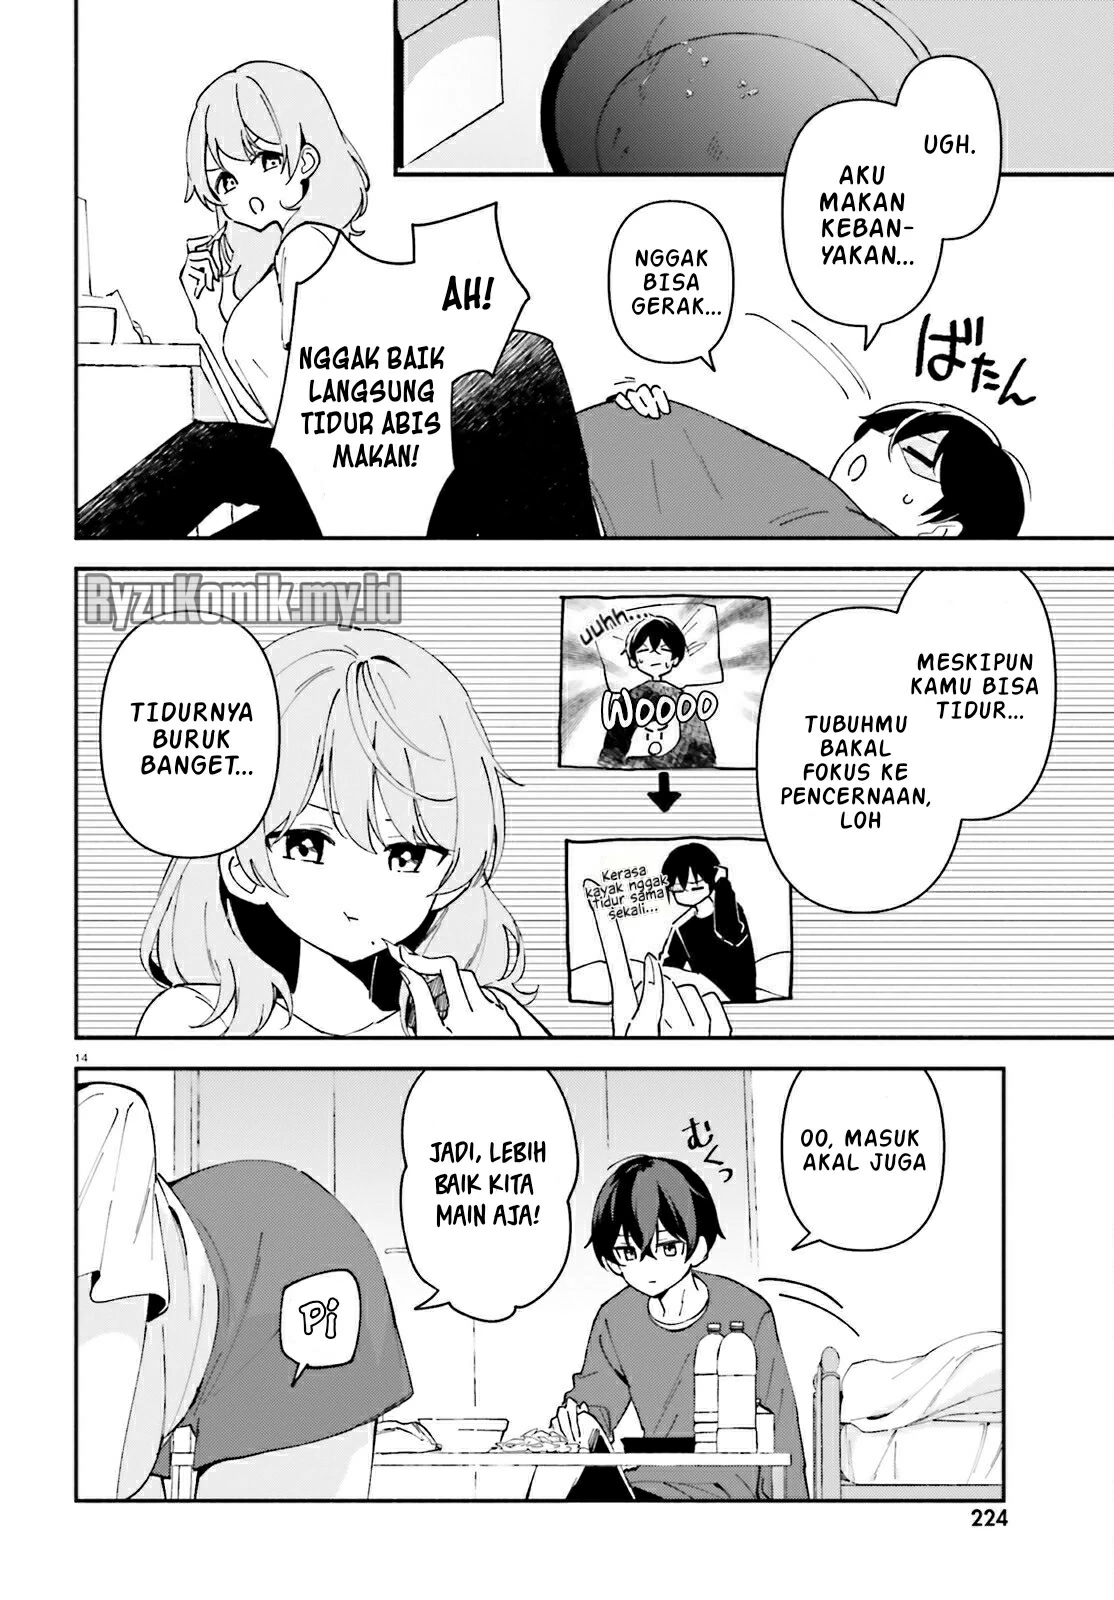 UGH.
AKU
MAKAN
KEBAN-
YAKAN...
NGGAK
BISA
GERAK...
ばたん
AH!
NGGAK BAIK
LANGSUNG
TIDUR ABIS
MAKAN!
RyzuKomik.my.id
MESKIPUN
KAMU BISA
TIDUR...
TUBUHMU
BAKAL
FOKUS KE
PENCERNAAN,
LOH
uuhh...
WOOOO
Kerasa
kayak nggak
tidur sama
sekali...
TIDURNYA
BURUK
BANGET...
14
OO, MASUK
AKAL JUGA
むくっ
JADI, LEBIH
BAIK KITA
MAIN AJA!
Pi
224